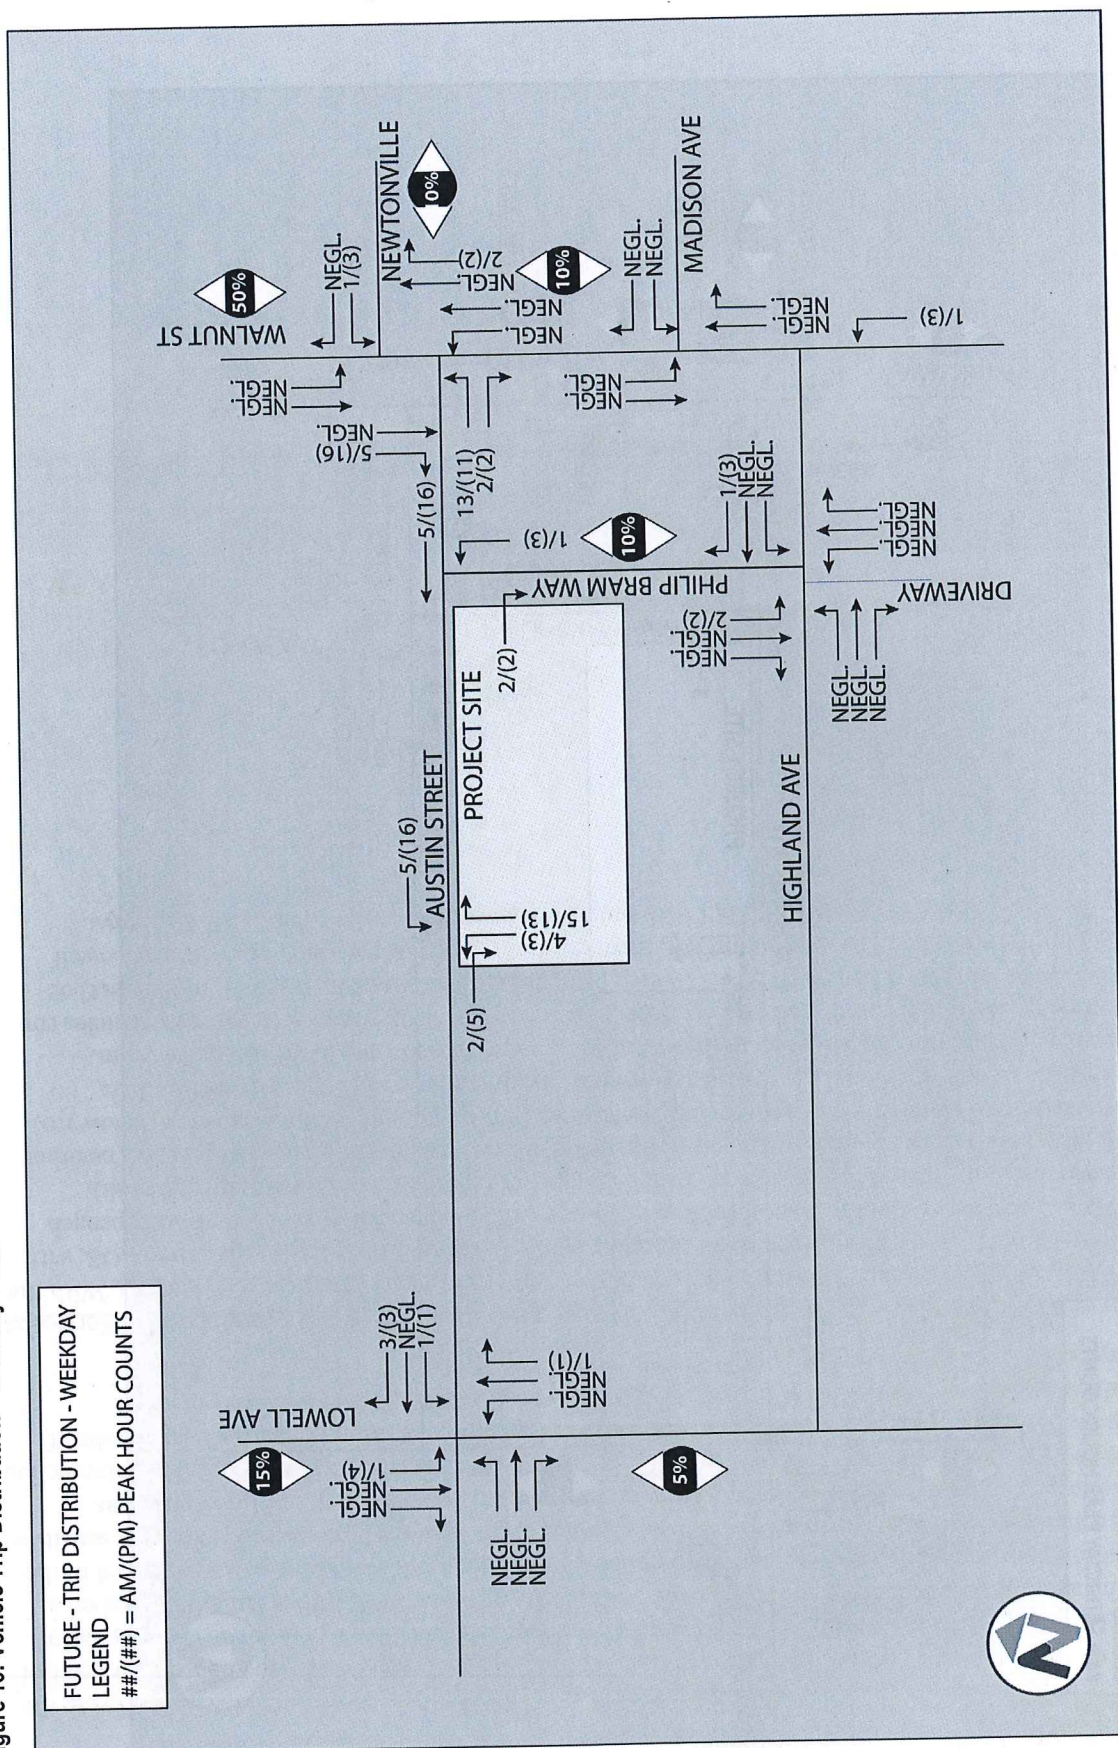 Figure 10. Vehicle Trip Distribution
FUTURE - TRIP DISTRIBUTION - WEEKDAY
LEGEND
##/(##) = AM/(PM) PEAK HOUR COUNTS
LOWELL AVE
15%
NEGL.
NEGL.
1/(4)
3/(3)
NEGL.
1/(1)
NEGL.
NEGL.
NEGL.
NEGL.
NEGL.
1/(1)
5%
AUSTIN STREET
5/(16)
5/(16)
2/(5)
4/(3)
15/(13)
PROJECT SITE
2/(2)
PHILIP BRAM WAY
1/(3)
10%
WALNUT ST
50%
NEGL.
NEGL.
NEGL.
1/(3)
NEWTONVILLE
0%
5/(16)
NEGL.
13/(11)
2/(2)
NEGL.
NEGL.
NEGL.
2/(2)
10%
NEGL.
NEGL.
NEGL.
NEGL.
MADISON AVE
NEGL.
NEGL.
1/(3)
HIGHLAND AVE
NEGL.
NEGL.
2/(2)
1/(3)
NEGL.
NEGL.
NEGL.
NEGL.
NEGL.
DRIVEWAY
NEGL.
NEGL.
NEGL.
N